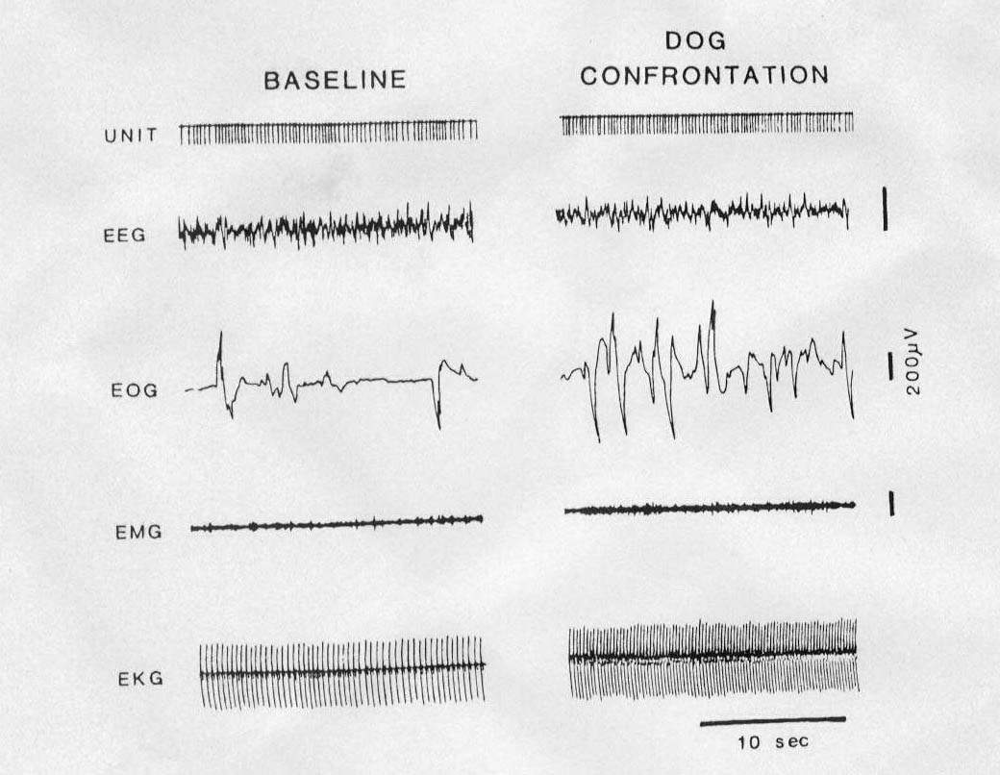 BASELINE
DOG
CONFRONTATION
UNIT
EEG
EOG
200µV
EMG
EKG
10 sec